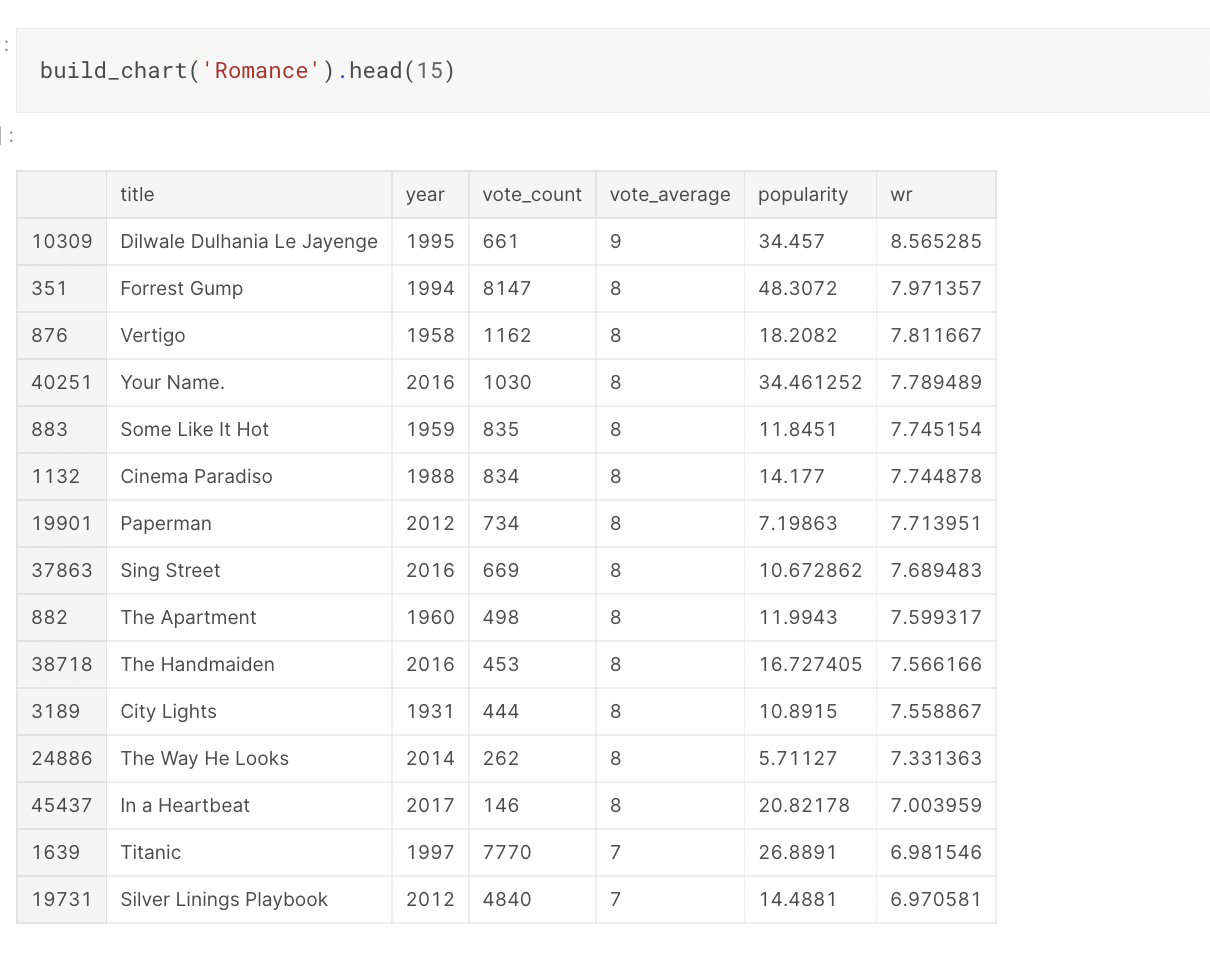 :
build_chart('Romance').head(15)
]:
title year vote_count vote_average popularity wr
10309 Dilwale Dulhania Le Jayenge 1995 661 9 34.457 8.565285
351 Forrest Gump 1994 8147 8 48.3072 7.971357
876 Vertigo 1958 1162 8 18.2082 7.811667
40251 Your Name. 2016 1030 8 34.461252 7.789489
883 Some Like It Hot 1959 835 8 11.8451 7.745154
1132 Cinema Paradiso 1988 834 8 14.177 7.744878
19901 Paperman 2012 734 8 7.19863 7.713951
37863 Sing Street 2016 669 8 10.672862 7.689483
882 The Apartment 1960 498 8 11.9943 7.599317
38718 The Handmaiden 2016 453 8 16.727405 7.566166
3189 City Lights 1931 444 8 10.8915 7.558867
24886 The Way He Looks 2014 262 8 5.71127 7.331363
45437 In a Heartbeat 2017 146 8 20.82178 7.003959
1639 Titanic 1997 7770 7 26.8891 6.981546
19731 Silver Linings Playbook 2012 4840 7 14.4881 6.970581